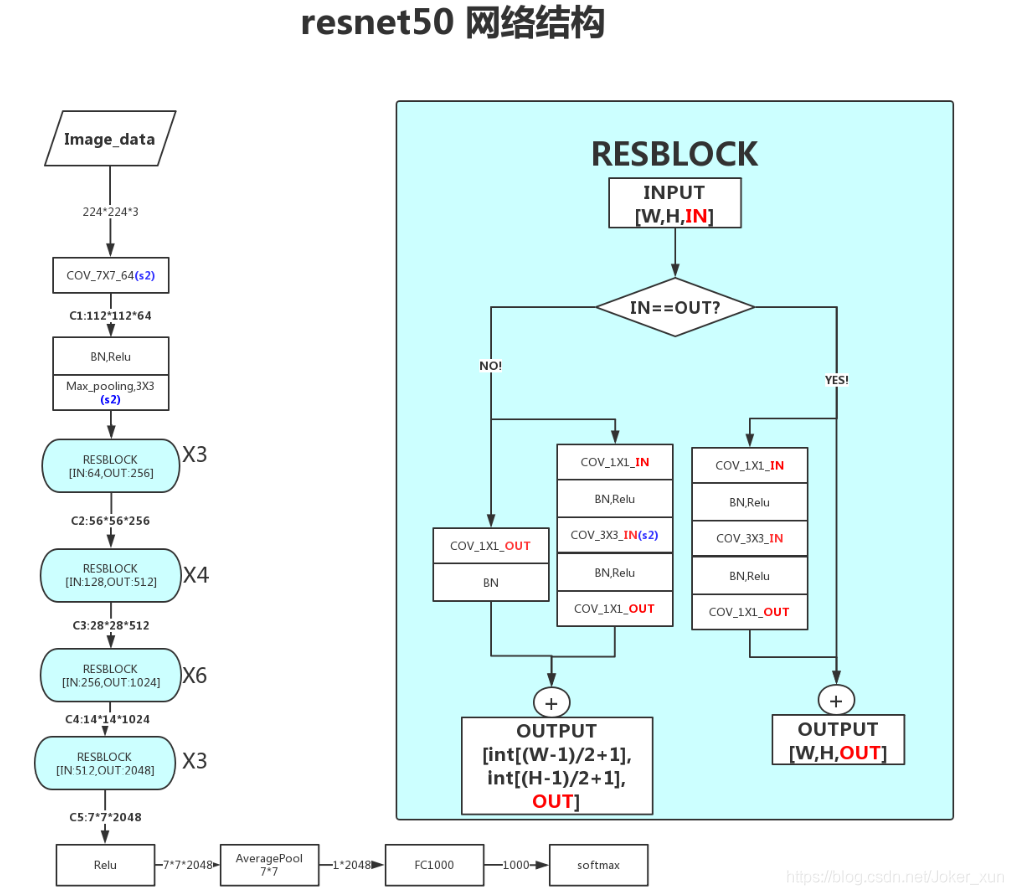 resnet50 网络结构
Image_data
224*224*3
COV_7X7_64(s2)
C1:112*112*64
BN,Relu
Max_pooling,3X3
(s2)
RESBLOCK
[IN:64,OUT:256]
X3
C2:56*56*256
RESBLOCK
[IN:128,OUT:512]
X4
C3:28*28*512
RESBLOCK
[IN:256,OUT:1024]
X6
C4:14*14*1024
RESBLOCK
[IN:512,OUT:2048]
X3
C5:7*7*2048
Relu
7*7*2048
AveragePool
7*7
1*2048
FC1000
1000
softmax
RESBLOCK
INPUT
[W,H,IN]
IN==OUT?
NO!
YES!
COV_1X1_OUT
BN
COV_1X1_IN
BN,Relu
COV_3X3_IN(s2)
BN,Relu
COV_1X1_OUT
COV_1X1_IN
BN,Relu
COV_3X3_IN
BN,Relu
COV_1X1_OUT
+
OUTPUT
[int[(W-1)/2+1],
int[(H-1)/2+1],
OUT]
+
OUTPUT
[W,H,OUT]
https://blog.csdn.net/Joker_xun